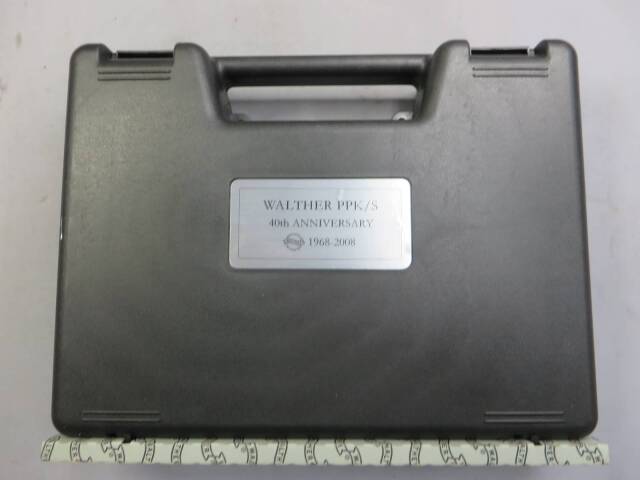 WALTHER PPK/S
40th ANNIVERSARY
1968-2008